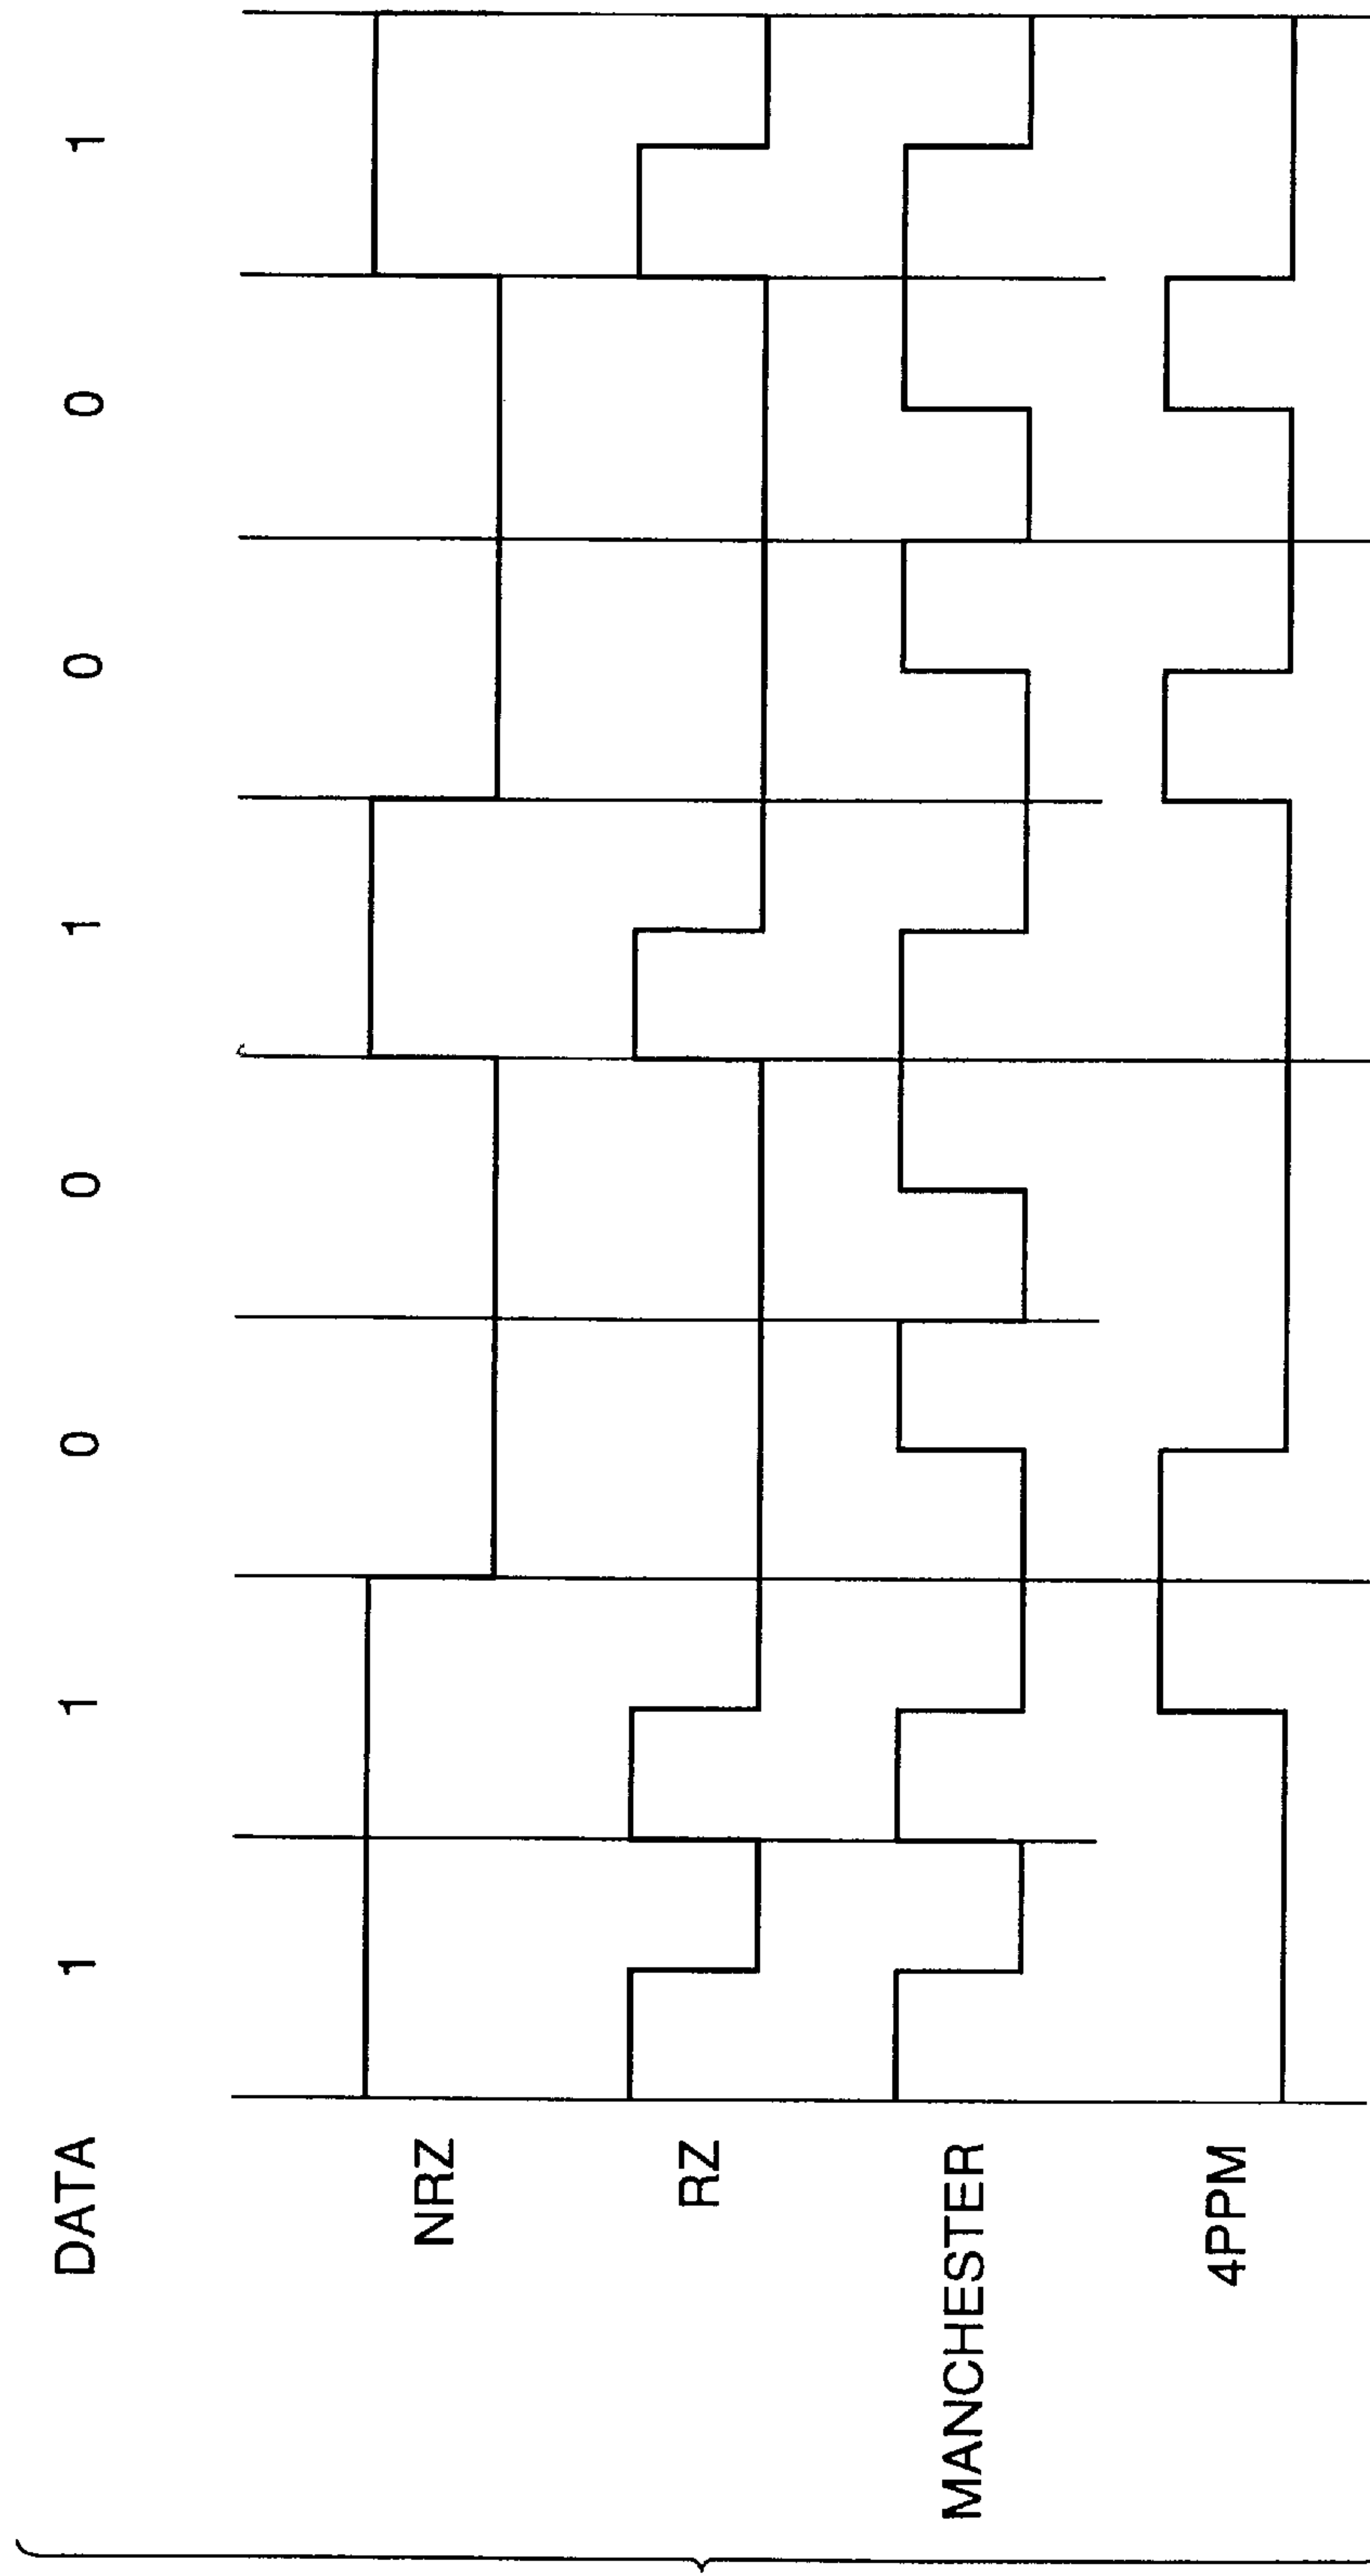 DATA 1 1 0 0 1 0 0 1
NRZ
RZ
MANCHESTER
4PPM